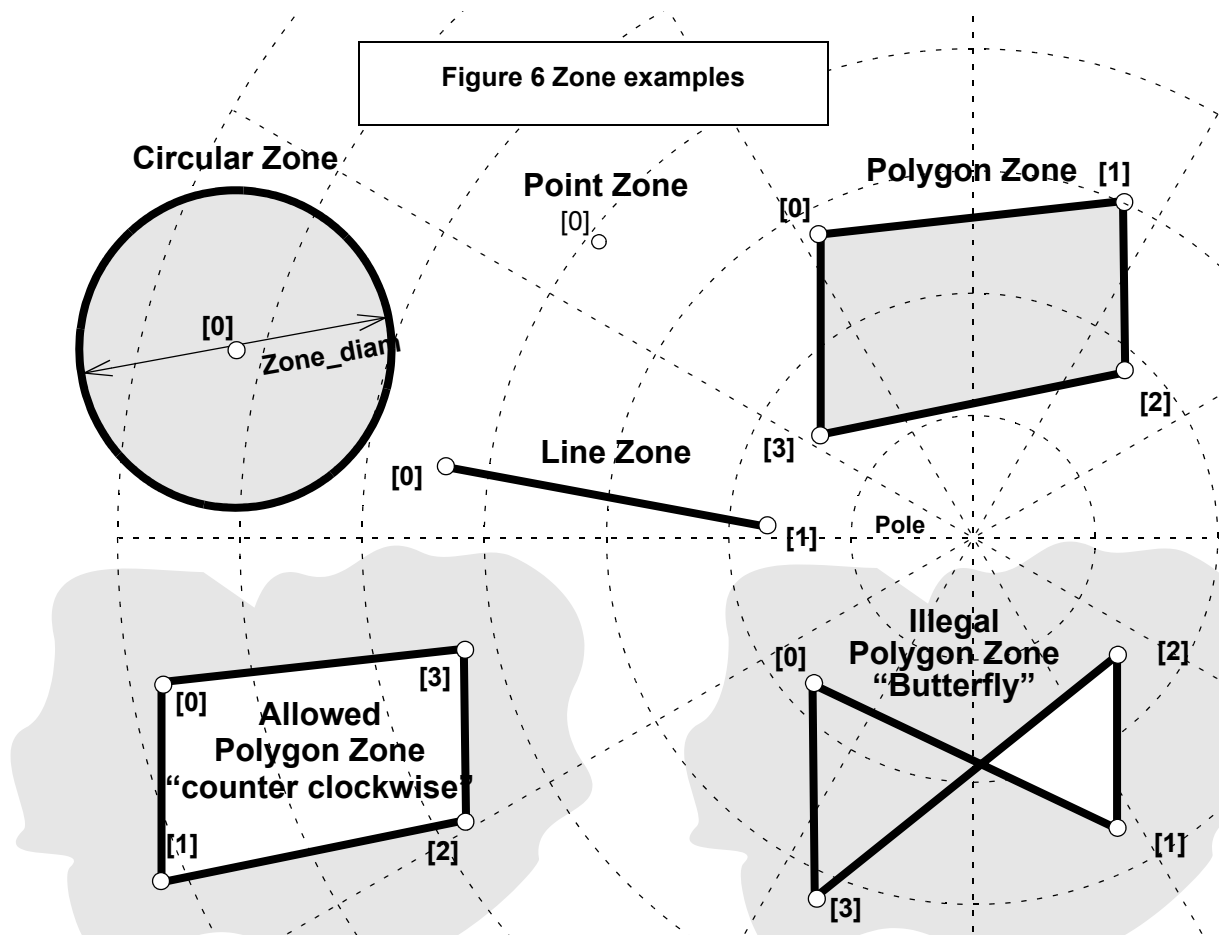 Figure 6 Zone examples
Circular Zone
[0]
Zone_diam
Point Zone
[0]
Polygon Zone
[0]
[1]
[2]
[3]
Line Zone
[0]
[1]
Pole
[0]
[3]
Allowed
Polygon Zone
“counter clockwise”
[1]
[2]
Illegal
Polygon Zone
“Butterfly”
[0]
[2]
[1]
[3]